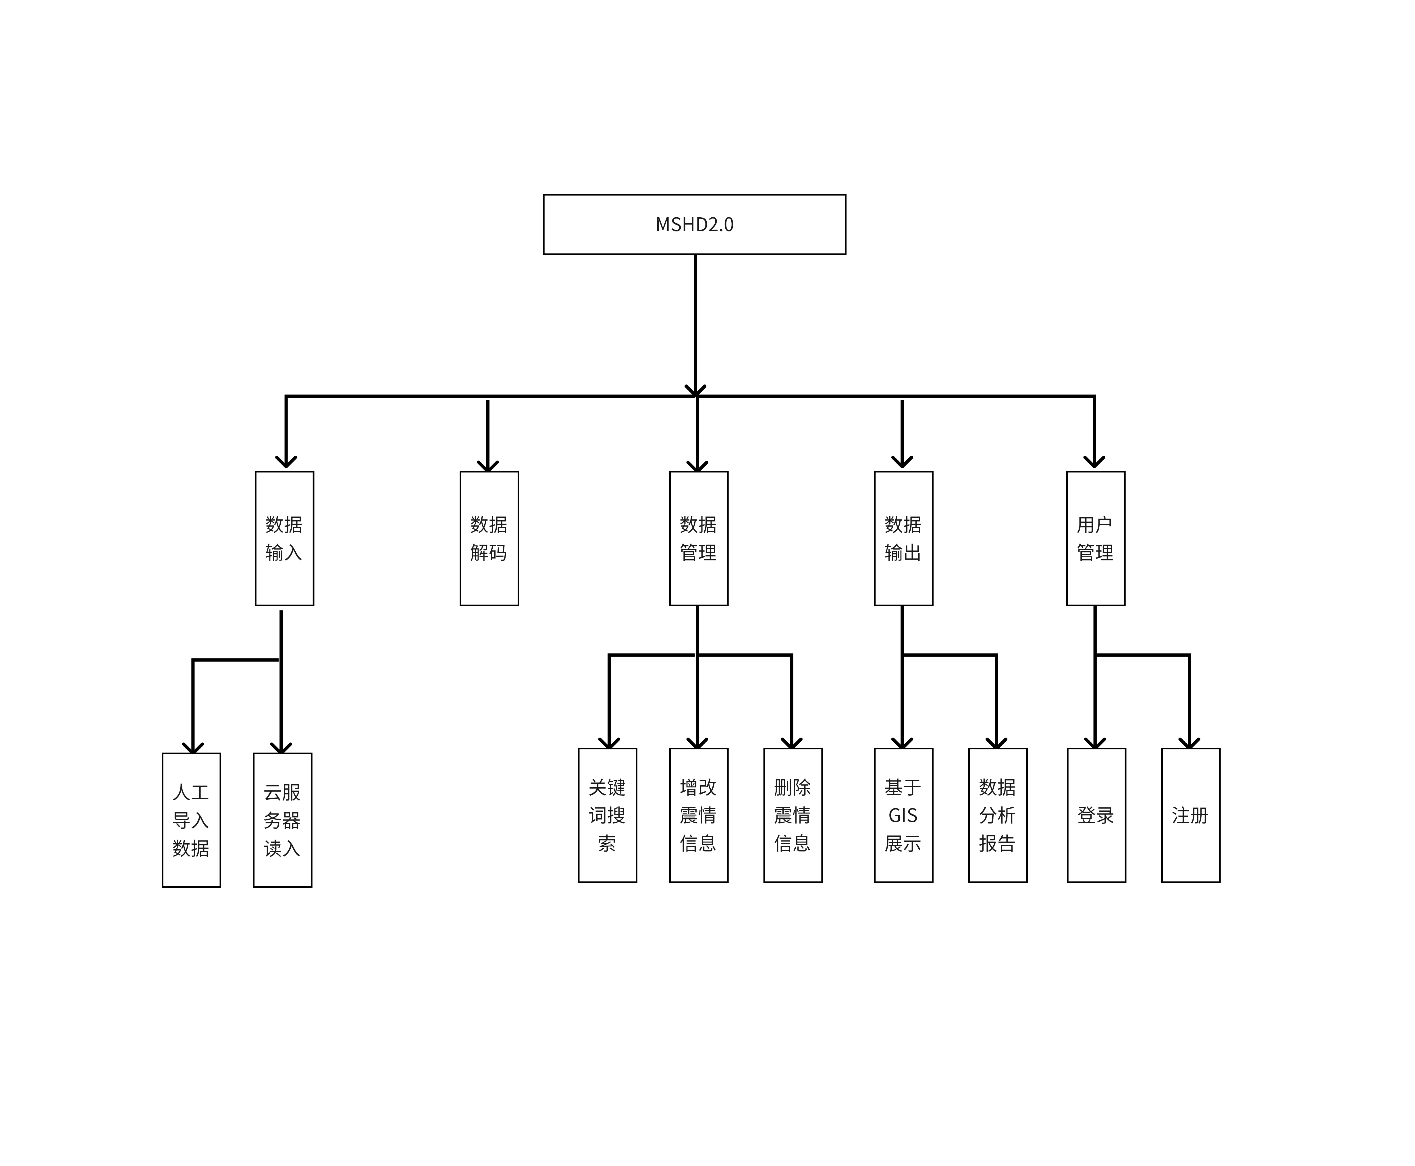 MSHD2.0
数据
输入
数据
解码
数据
管理
数据
输出
用户
管理
人工
导入
数据
云服
务器
读入
关键
词搜
索
增改
震情
信息
删除
震情
信息
基于
GIS
展示
数据
分析
报告
登录
注册